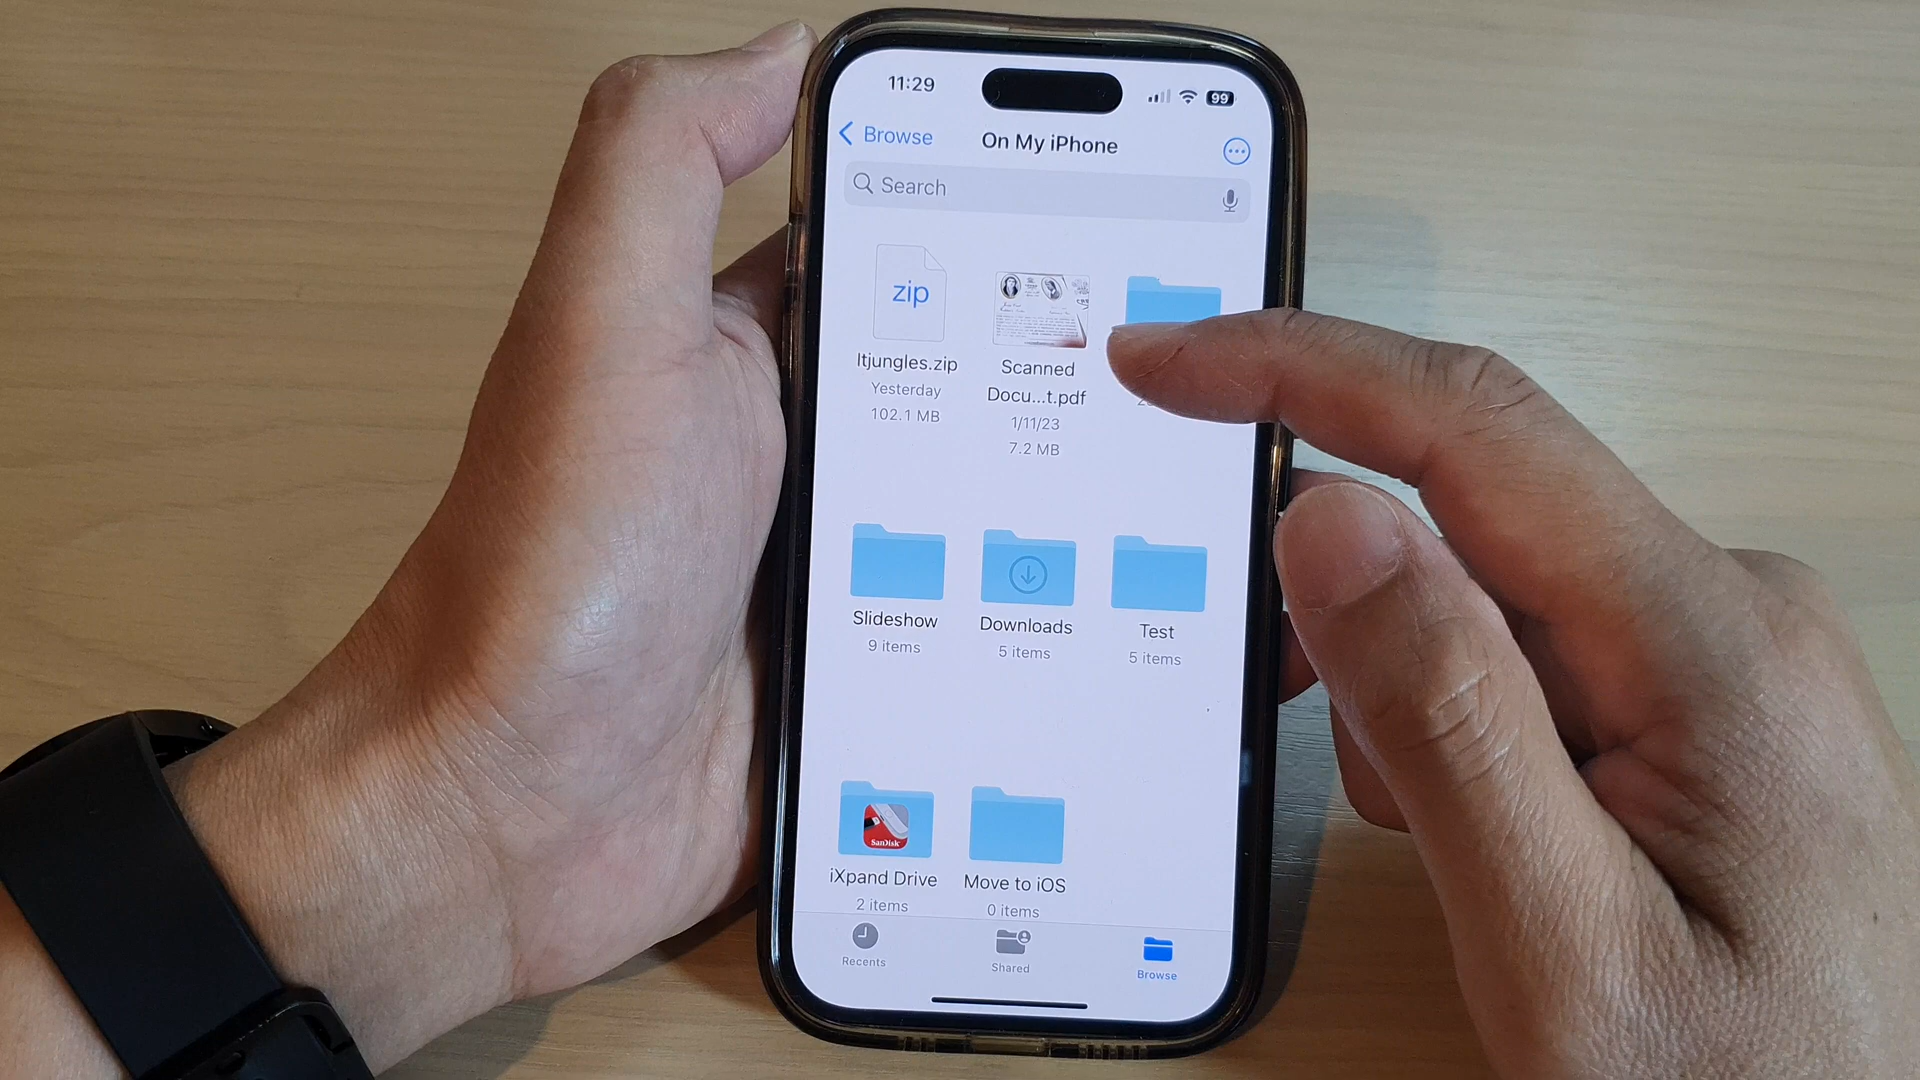 11:29
99
Browse
On My iPhone
Search
zip
ltjungles.zip
Yesterday
102.1 MB
Scanned
Docu...t.pdf
1/11/23
7.2 MB
Slideshow
9 items
Downloads
5 items
Test
5 items
SanDisk
iXpand Drive
2 items
Move to iOS
0 items
Recents
Shared
Browse